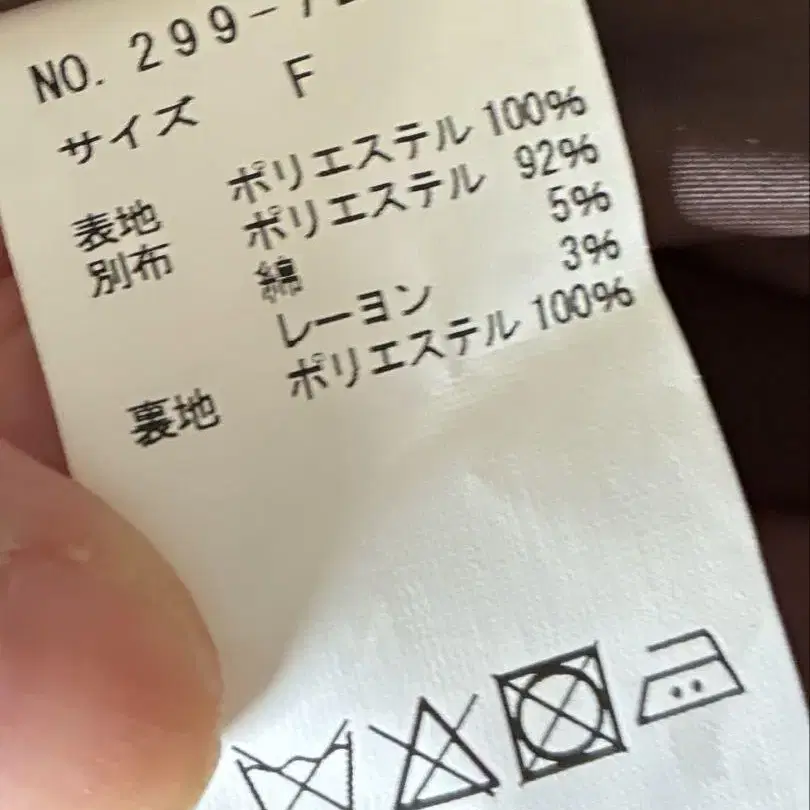 NO. 299-
サイズ F
表地 ポリエステル 100%
別布 ポリエステル 92%
綿 5%
レーヨン 3%
裏地 ポリエステル 100%